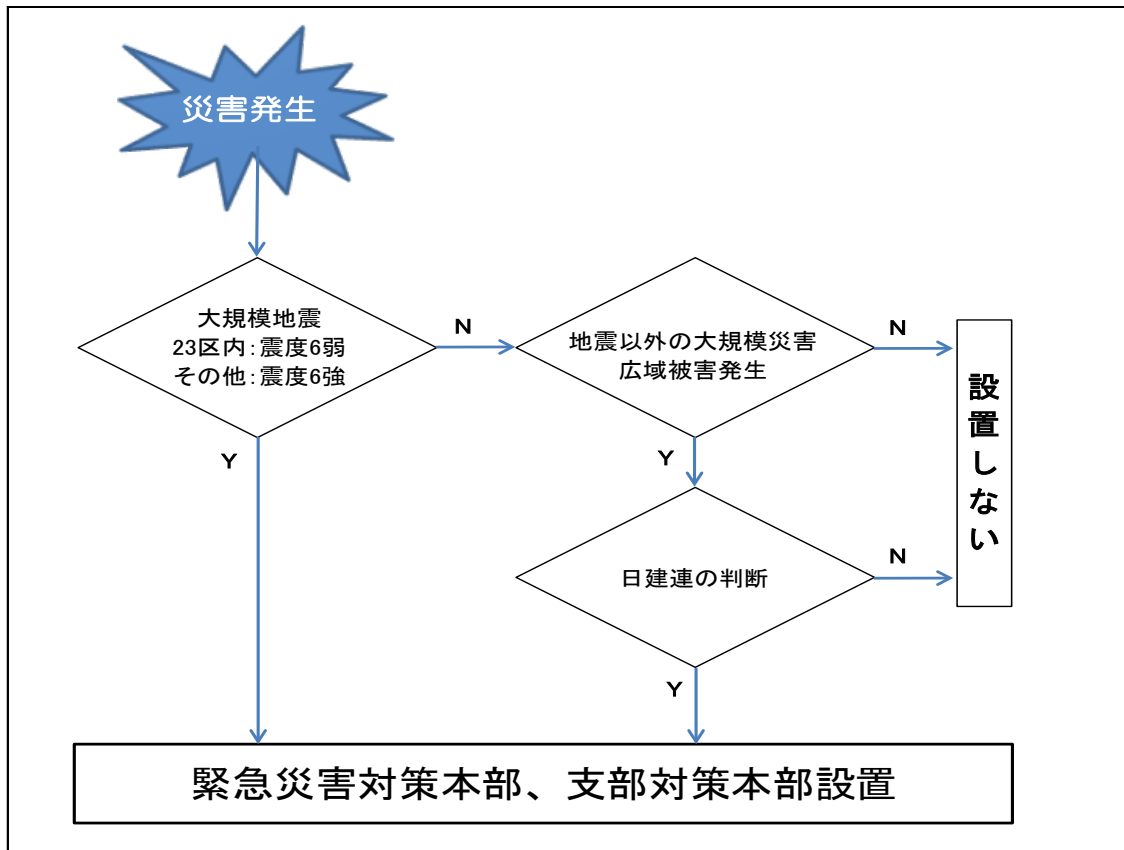 災害発生
大規模地震
23区内:震度6弱
その他:震度6強
N
地震以外の大規模災害
広域被害発生
N
設置しない
Y
Y
日建連の判断
N
Y
緊急災害対策本部、支部対策本部設置